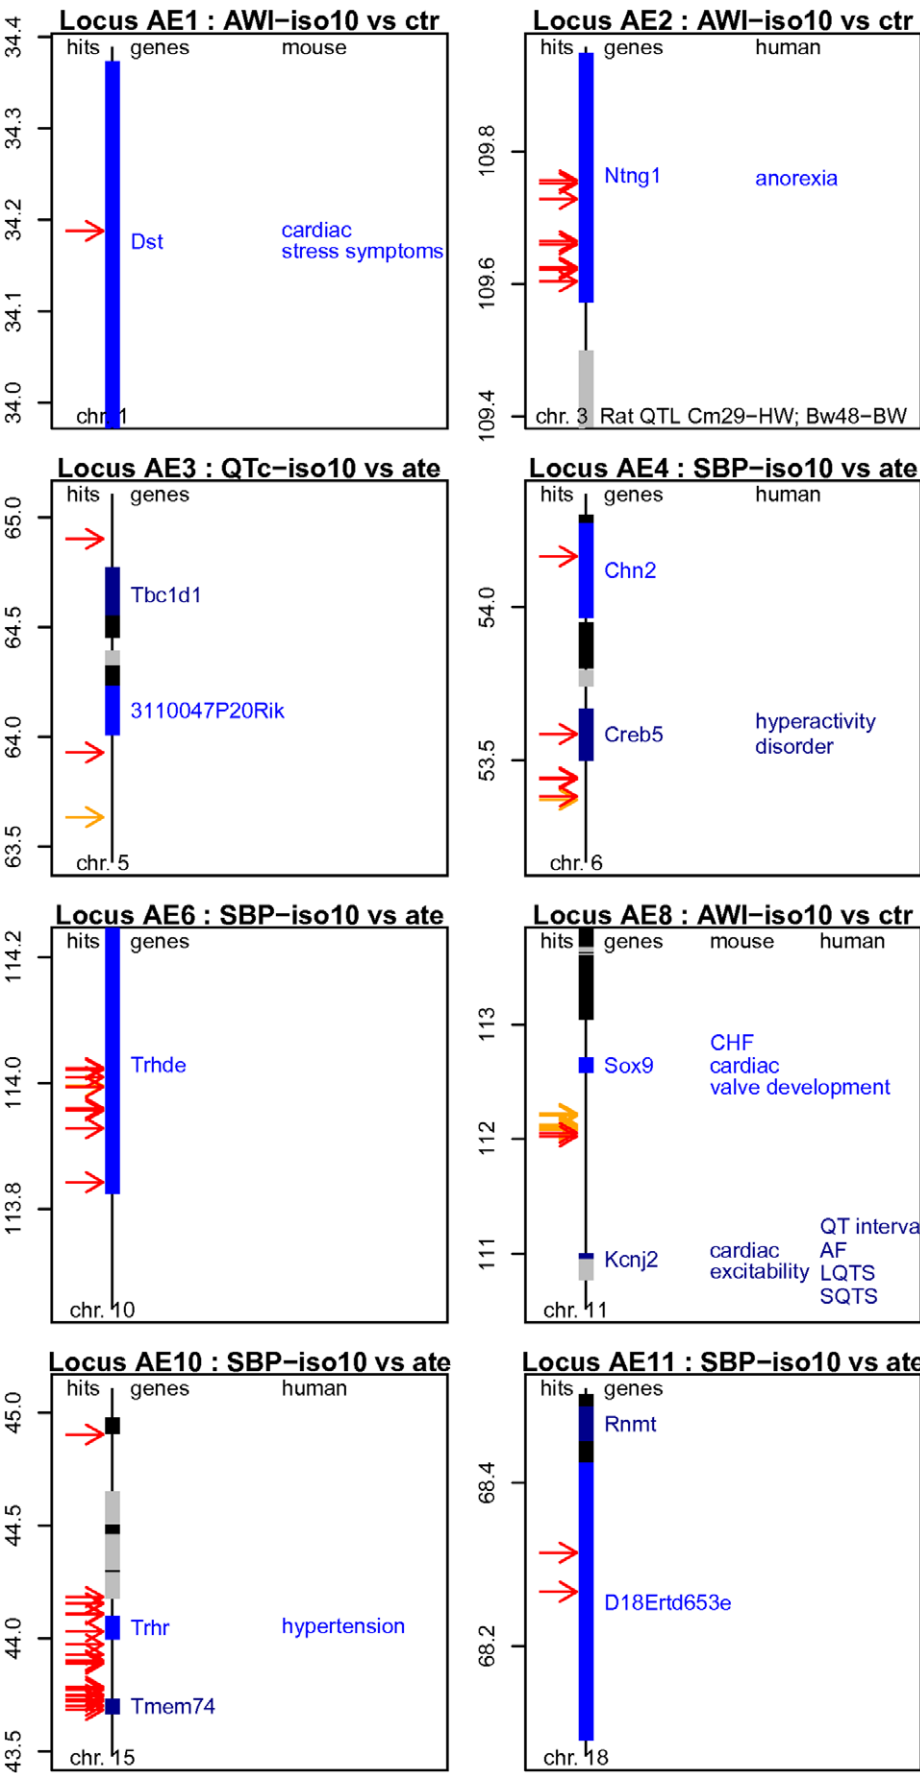 Locus AE1 : AWI−iso10 vs ctr
hits genes mouse
34.4
34.3
34.2
34.1
34.0
Dst
cardiac
stress symptoms
chr. 1
Locus AE2 : AWI−iso10 vs ctr
hits genes human
109.8
109.6
109.4
Ntng1 anorexia
chr. 3 Rat QTL Cm29−HW; Bw48−BW
Locus AE3 : QTc−iso10 vs ate
hits genes
65.0
64.5
64.0
63.5
Tbc1d1
3110047P20Rik
chr. 5
Locus AE4 : SBP−iso10 vs ate
hits genes human
54.0
53.5
Chn2
Creb5
hyperactivity
disorder
chr. 6
Locus AE6 : SBP−iso10 vs ate
hits genes
114.2
114.0
113.8
Trhde
chr. 10
Locus AE8 : AWI−iso10 vs ctr
hits genes mouse human
113
112
111
Sox9
CHF
cardiac
valve development
Kcnj2
cardiac
excitability
QT interva
AF
LQTS
SQTS
chr. 11
Locus AE10 : SBP−iso10 vs ate
hits genes human
45.0
44.5
44.0
43.5
Trhr hypertension
Tmem74
chr. 15
Locus AE11 : SBP−iso10 vs ate
hits genes
68.4
68.2
Rnmt
D18Ertd653e
chr. 18